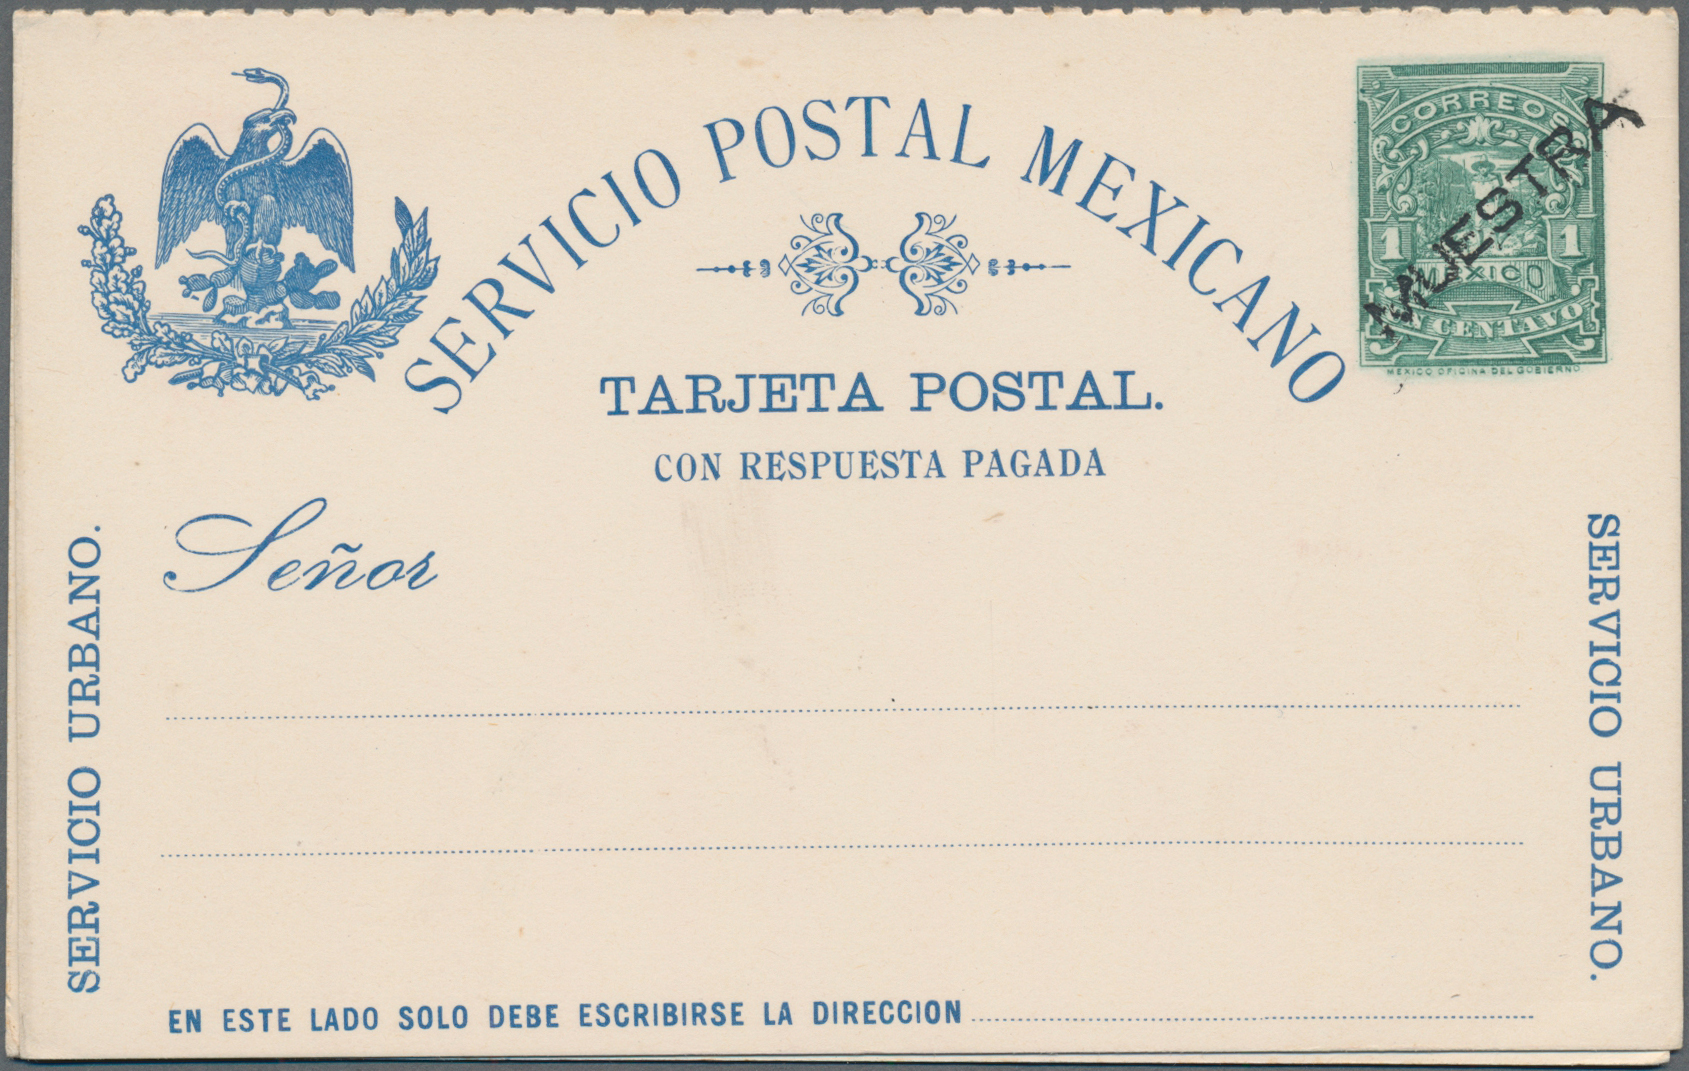 SERVICIO POSTAL MEXICANO
CORREOS
1 1
MEXICO
UN CENTAVO
MEXICO OFICINA DEL GOBIERNO
MUESTRA
TARJETA POSTAL.
CON RESPUESTA PAGADA
Señor
SERVICIO URBANO.
SERVICIO URBANO.
EN ESTE LADO SOLO DEBE ESCRIBIRSE LA DIRECCION